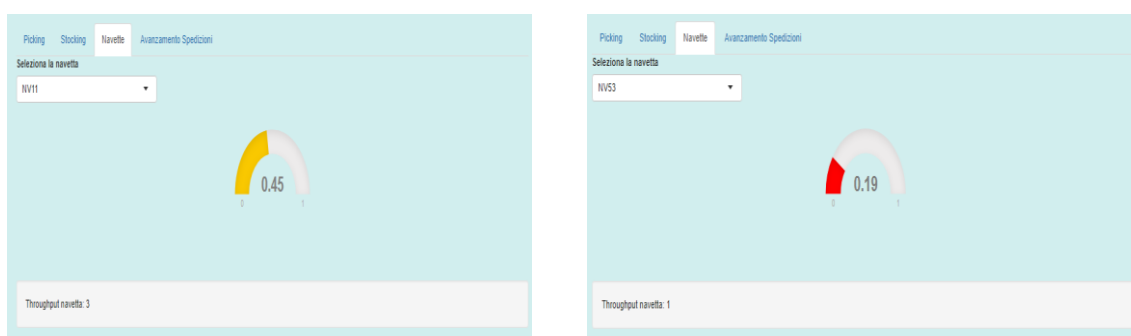 Picking Stocking Navette Avanzamento Spedizioni
Seleziona la navetta
NV11
0.45
0 1
Throughput navetta: 3
Picking Stocking Navette Avanzamento Spedizioni
Seleziona la navetta
NV53
0.19
0 1
Throughput navetta: 1